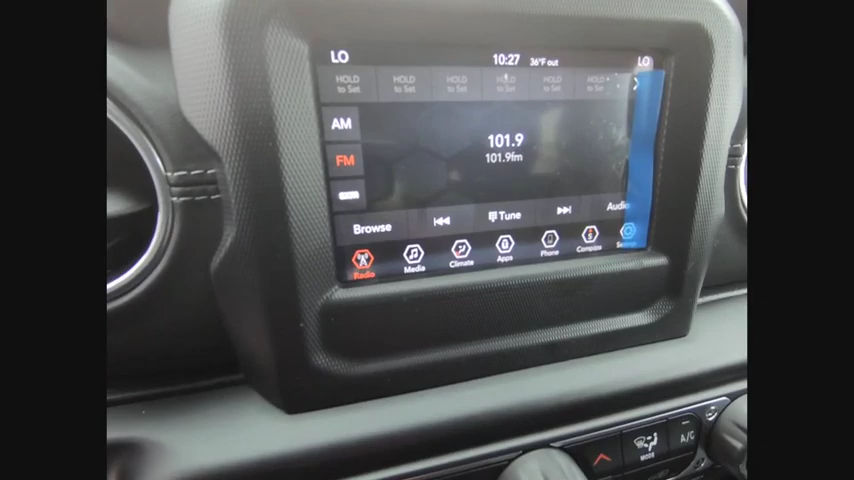 LO 10:27 36°F out LO
HOLD to Set HOLD to Set HOLD to Set HOLD to Set HOLD to Set HOLD to Set
AM
101.9
FM
101.9fm
Browse Tune Audio
Radio Media Climate Apps Phone Compass
MODE A/C